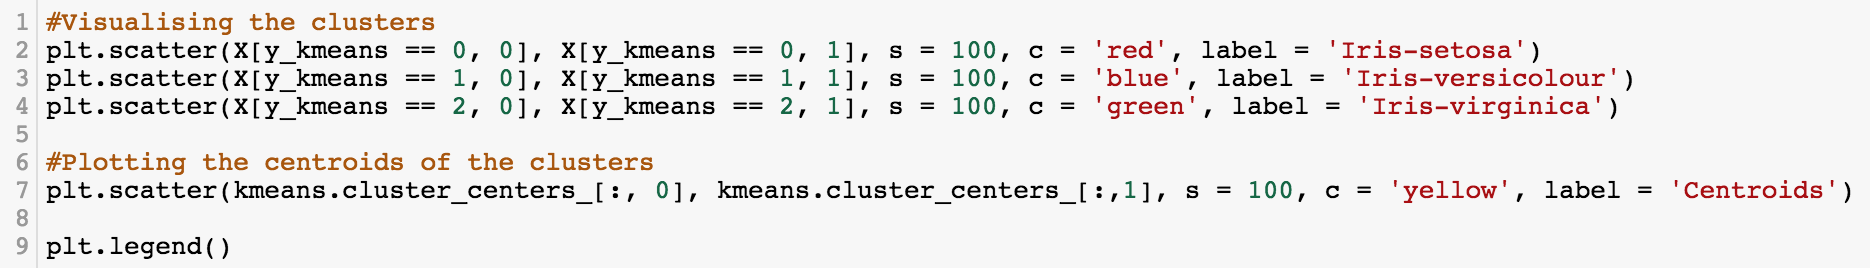 1 #Visualising the clusters
2 plt.scatter(X[y_kmeans == 0, 0], X[y_kmeans == 0, 1], s = 100, c = 'red', label = 'Iris-setosa')
3 plt.scatter(X[y_kmeans == 1, 0], X[y_kmeans == 1, 1], s = 100, c = 'blue', label = 'Iris-versicolour')
4 plt.scatter(X[y_kmeans == 2, 0], X[y_kmeans == 2, 1], s = 100, c = 'green', label = 'Iris-virginica')
5
6 #Plotting the centroids of the clusters
7 plt.scatter(kmeans.cluster_centers_[:, 0], kmeans.cluster_centers_[:,1], s = 100, c = 'yellow', label = 'Centroids')
8
9 plt.legend()